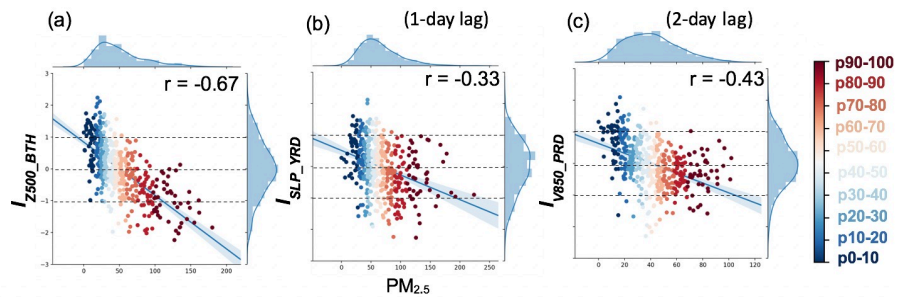 (a)
r = -0.67
I_Z500_BTH
3
2
1
0
−1
−2
−3
0 50 100 150 200
(b) (1-day lag)
r = -0.33
I_SLP_YRD
0 50 100 150 200 250
PM2.5
(c) (2-day lag)
r = -0.43
I_V850_PRD
0 20 40 60 80 100 120
p90-100
p80-90
p70-80
p60-70
p50-60
p40-50
p30-40
p20-30
p10-20
p0-10